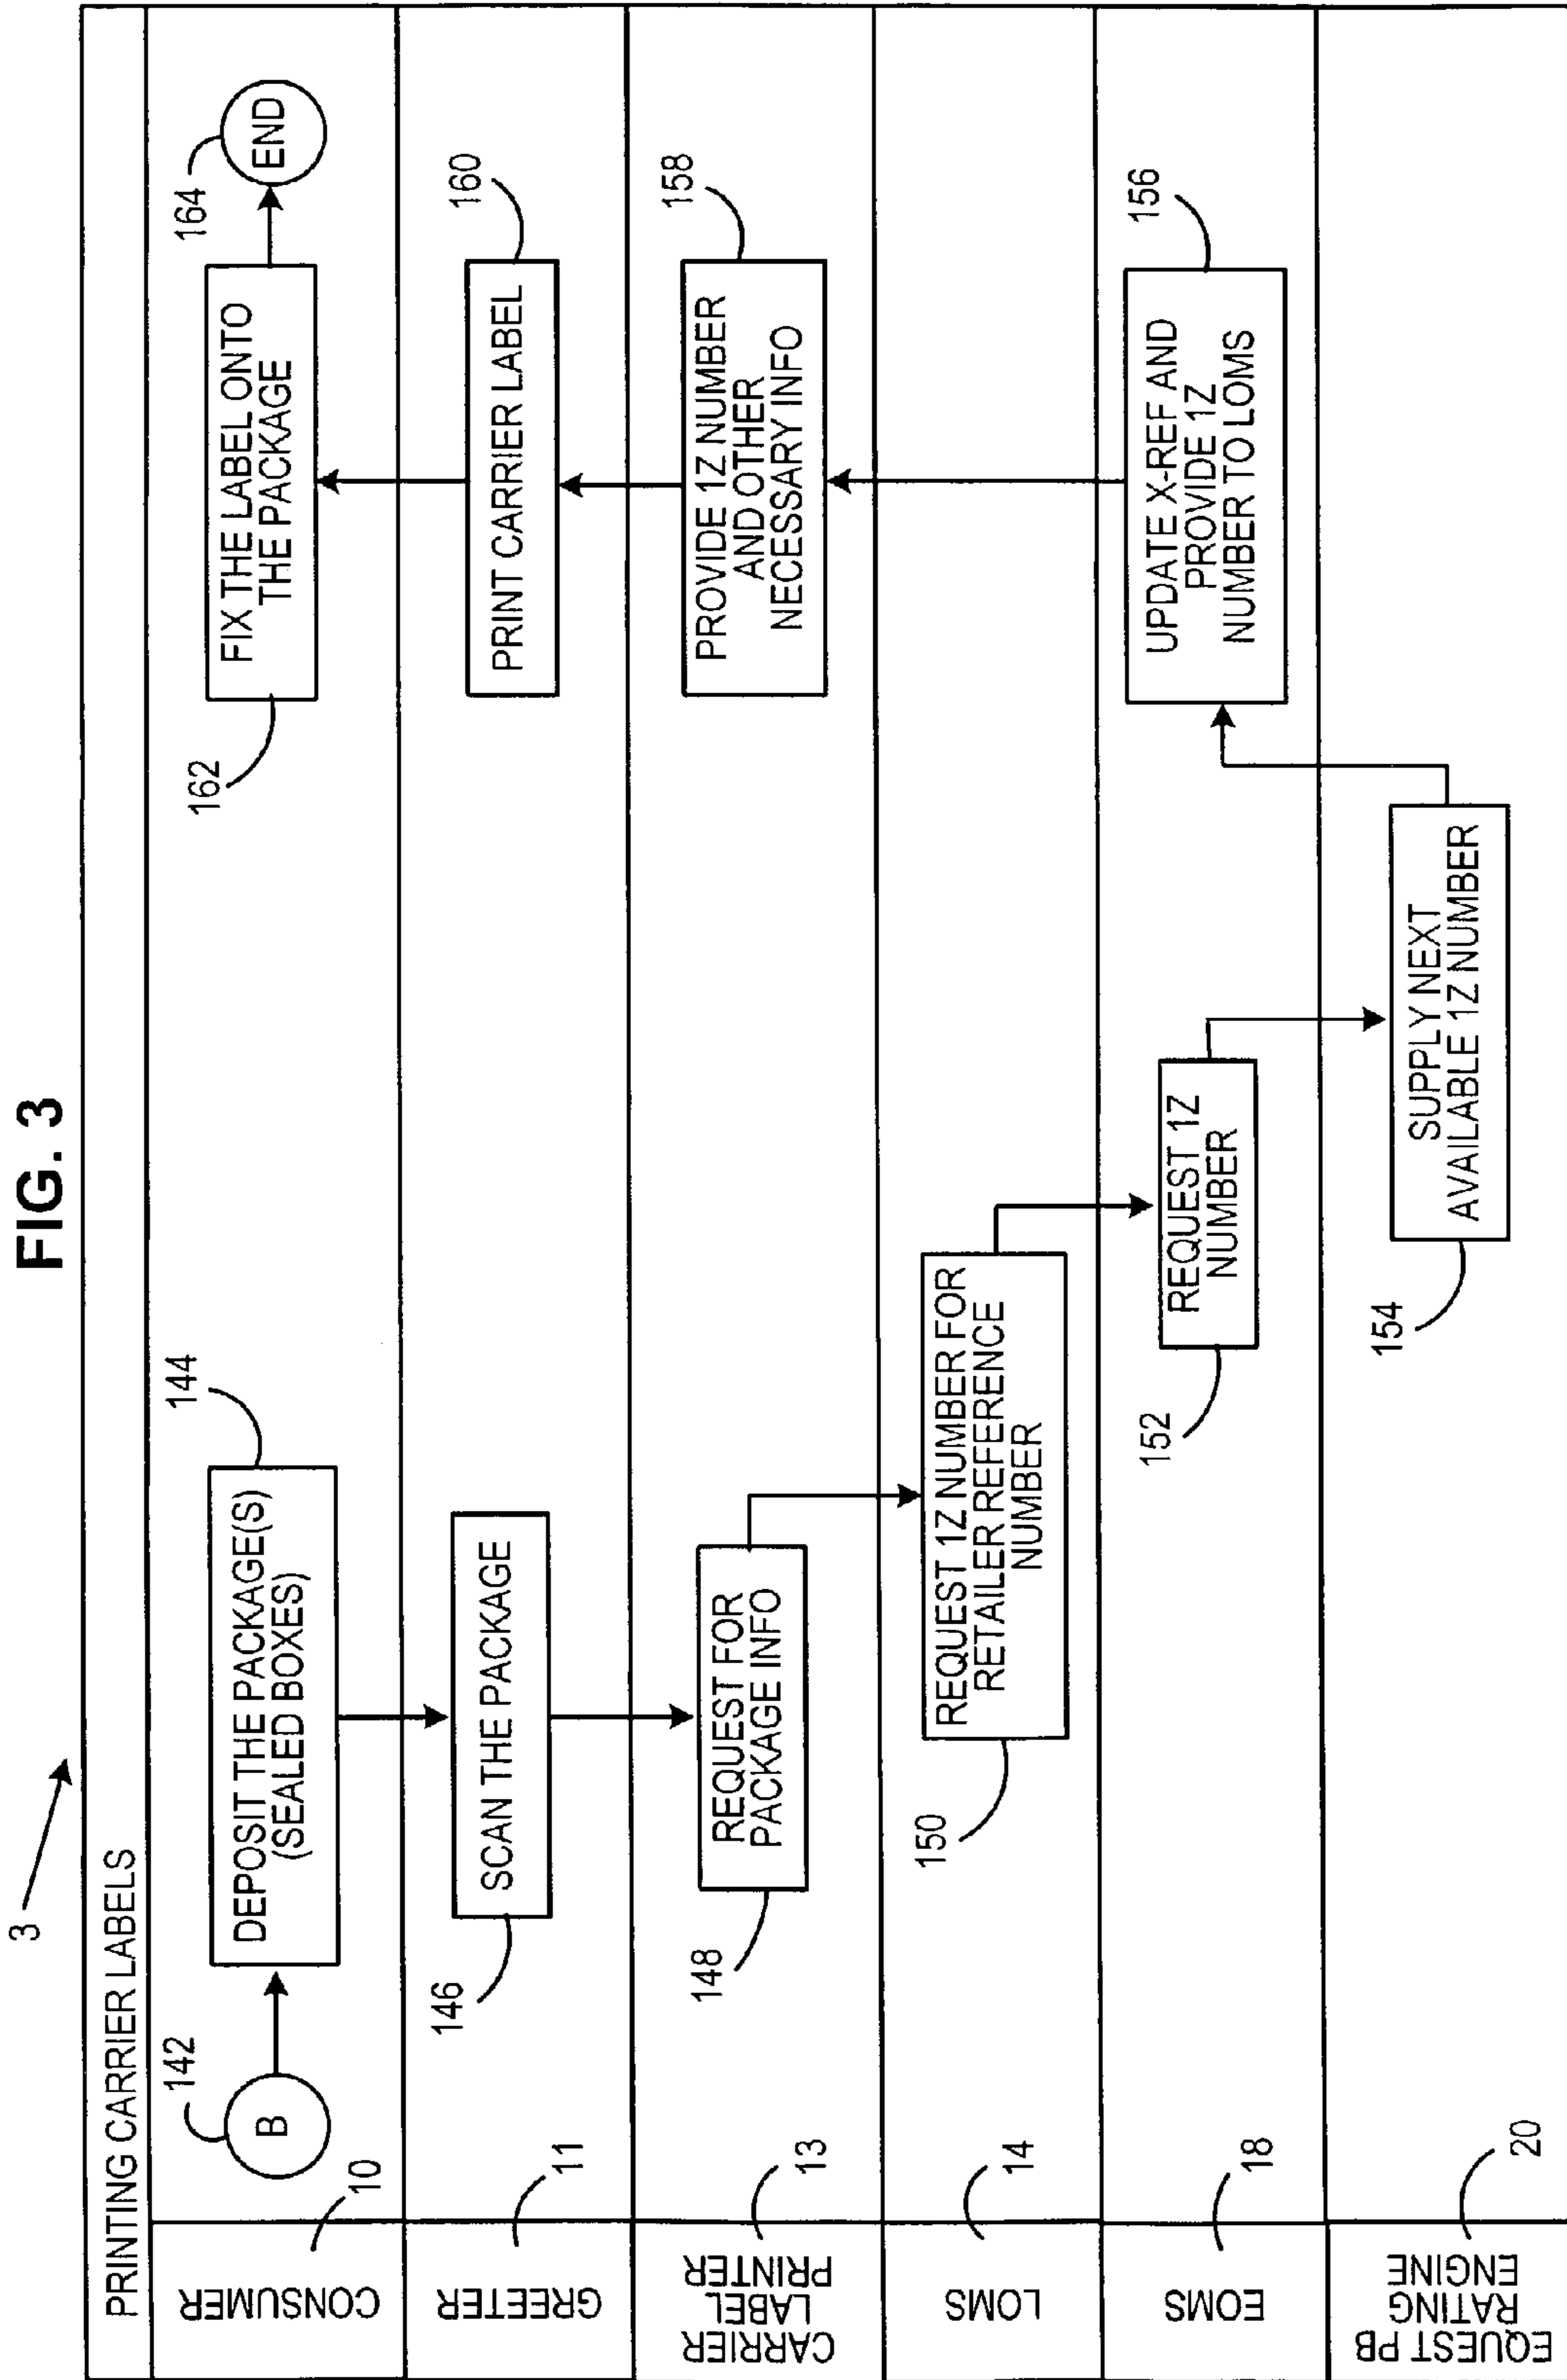 FIG. 3
3
PRINTING CARRIER LABELS
CONSUMER
10
B
142
DEPOSIT THE PACKAGE(S)
(SEALED BOXES)
144
FIX THE LABEL ONTO
THE PACKAGE
162
END
164
GREETER
11
SCAN THE PACKAGE
146
PRINT CARRIER LABEL
160
CARRIER
LABEL
PRINTER
13
REQUEST FOR
PACKAGE INFO
148
PROVIDE 1Z NUMBER
AND OTHER
NECESSARY INFO
158
LOMS
14
REQUEST 1Z NUMBER FOR
RETAILER REFERENCE
NUMBER
150
EOMS
18
REQUEST 1Z
NUMBER
152
UPDATE X-REF AND
PROVIDE 1Z
NUMBER TO LOMS
156
EQUEST PB
RATING
ENGINE
20
SUPPLY NEXT
AVAILABLE 1Z NUMBER
154